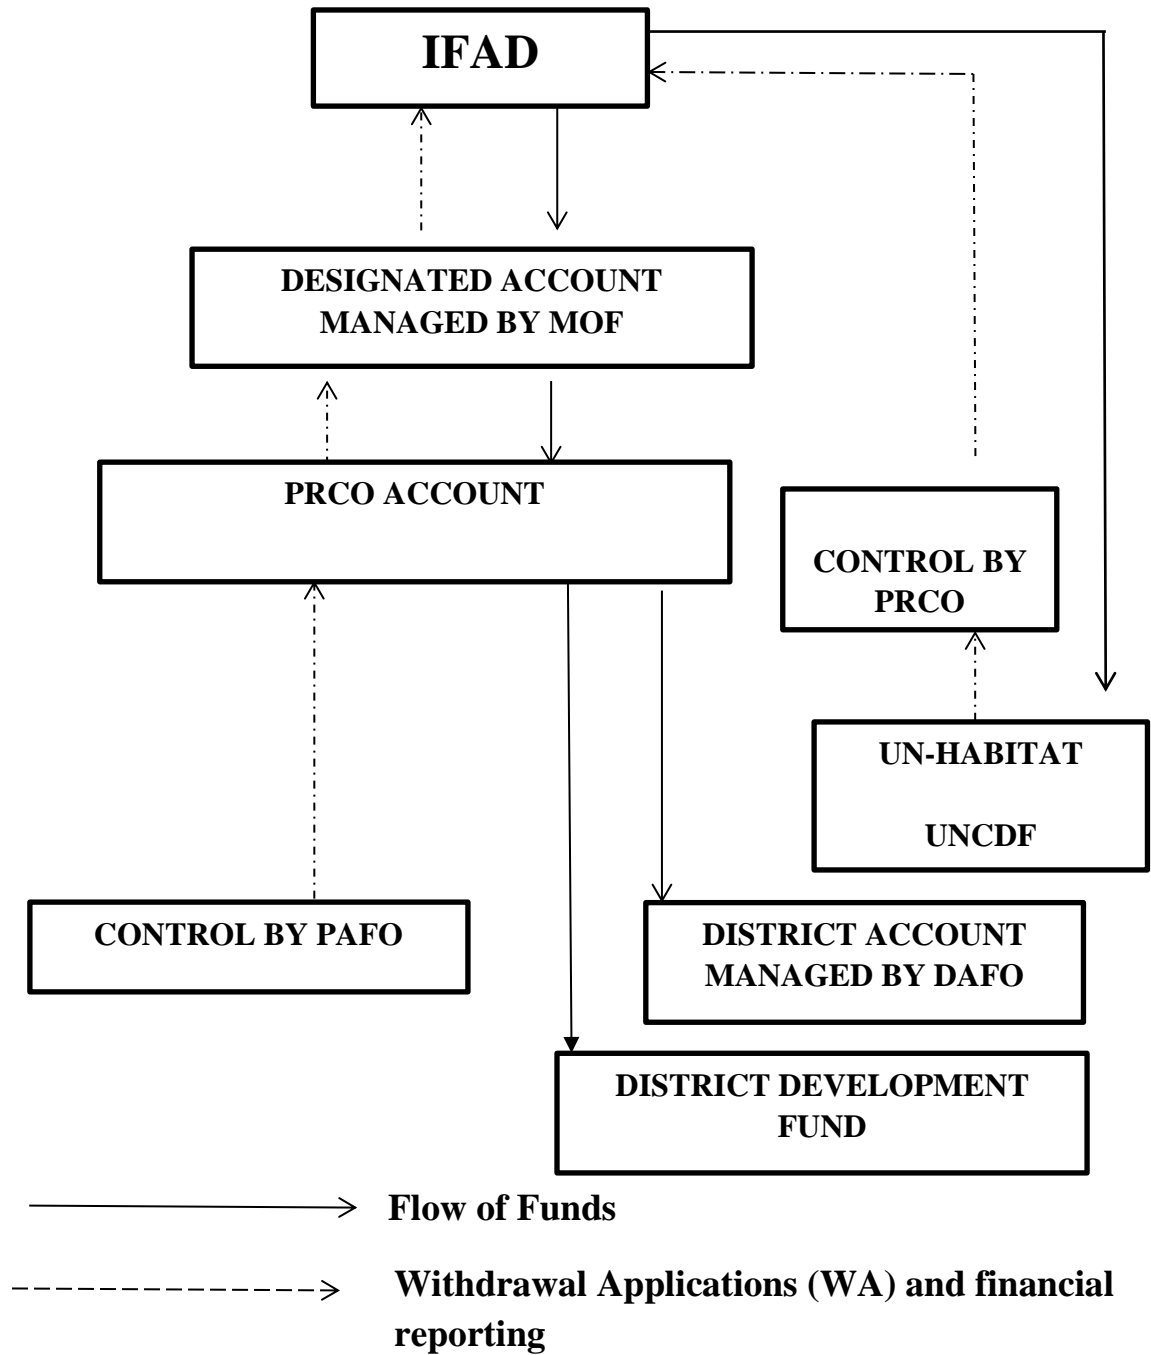 IFAD
DESIGNATED ACCOUNT
MANAGED BY MOF
PRCO ACCOUNT
CONTROL BY
PRCO
UN-HABITAT
UNCDF
CONTROL BY PAFO
DISTRICT ACCOUNT
MANAGED BY DAFO
DISTRICT DEVELOPMENT
FUND
Flow of Funds
Withdrawal Applications (WA) and financial
reporting